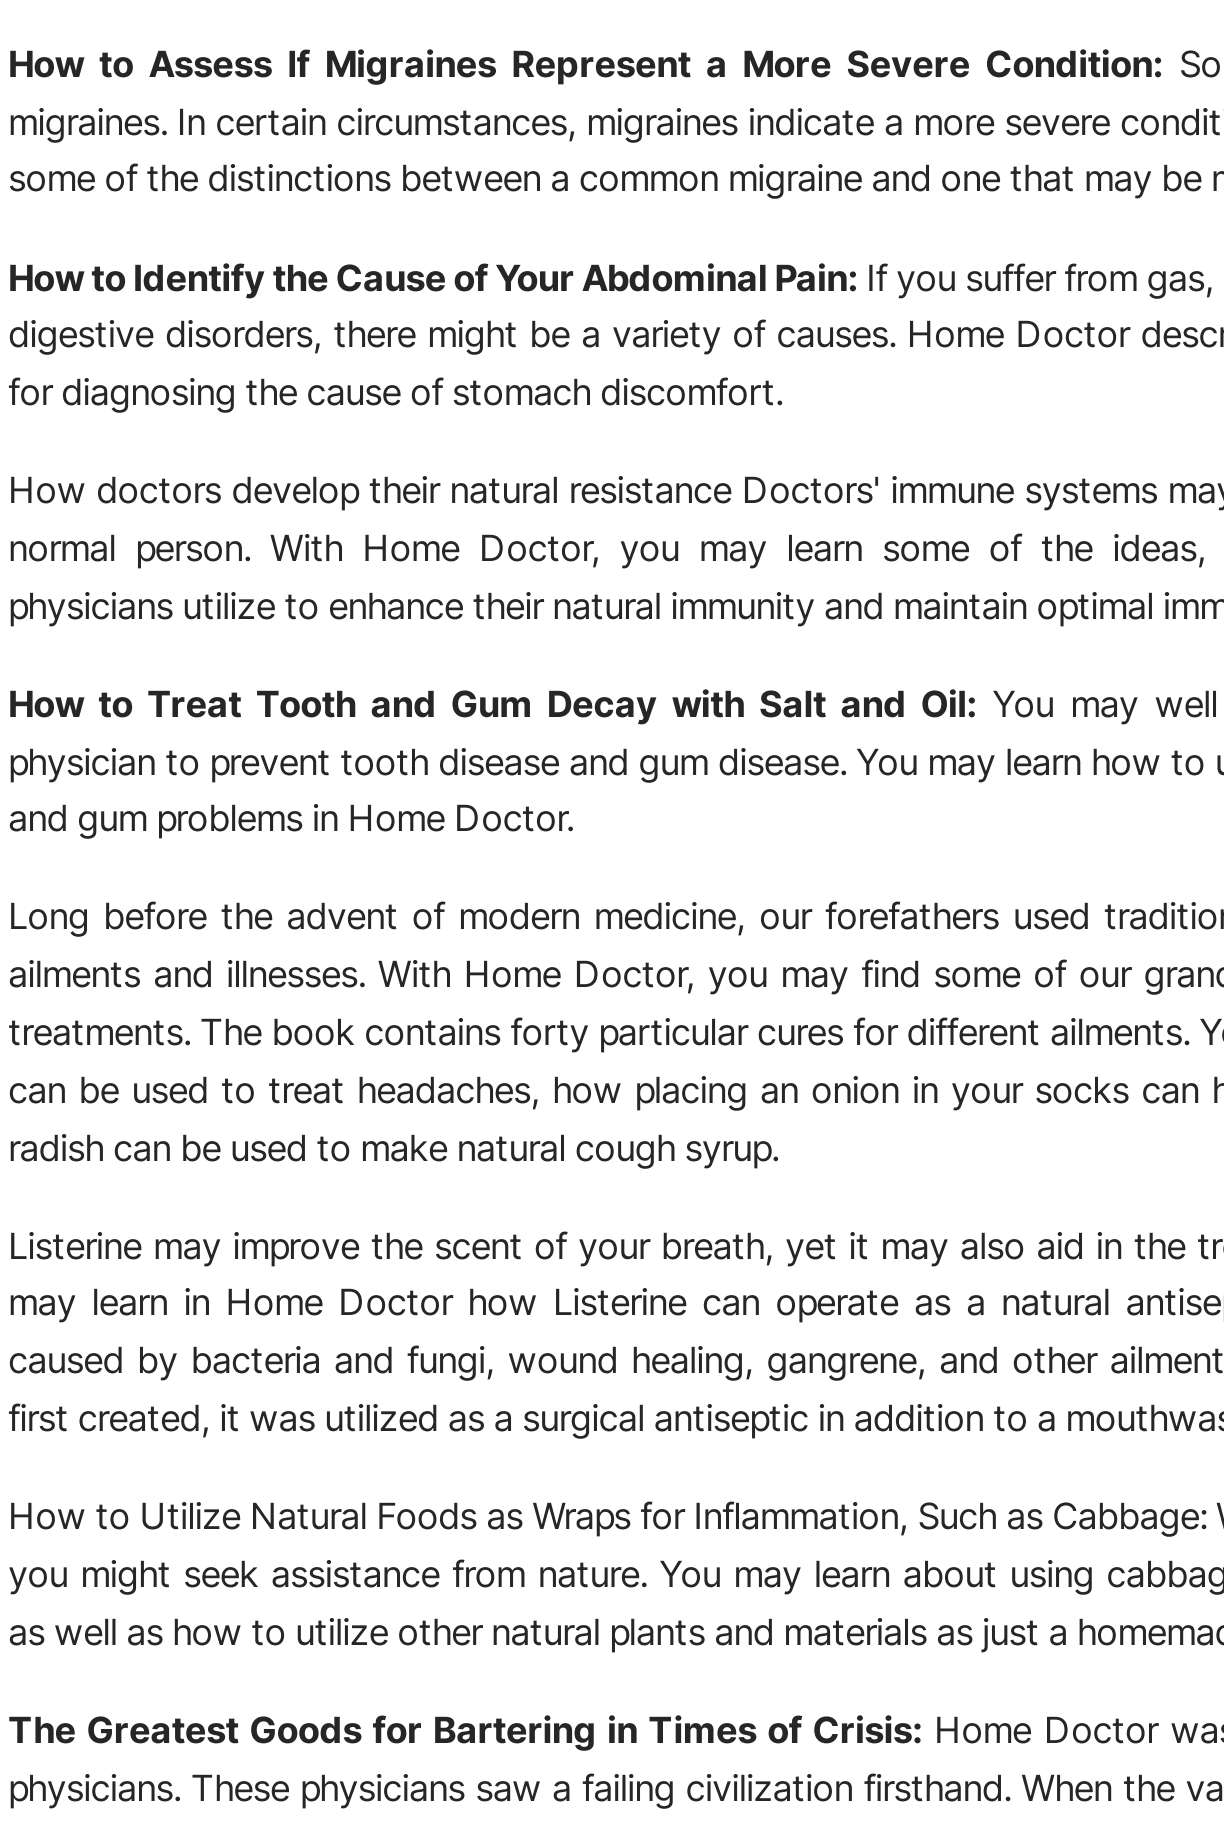 How to Assess If Migraines Represent a More Severe Condition: So
migraines. In certain circumstances, migraines indicate a more severe condit
some of the distinctions between a common migraine and one that may be
How to Identify the Cause of Your Abdominal Pain: If you suffer from gas,
digestive disorders, there might be a variety of causes. Home Doctor descr
for diagnosing the cause of stomach discomfort.
How doctors develop their natural resistance Doctors' immune systems may
normal person. With Home Doctor, you may learn some of the ideas,
physicians utilize to enhance their natural immunity and maintain optimal imm
How to Treat Tooth and Gum Decay with Salt and Oil: You may well
physician to prevent tooth disease and gum disease. You may learn how to
and gum problems in Home Doctor.
Long before the advent of modern medicine, our forefathers used tradition
ailments and illnesses. With Home Doctor, you may find some of our grand
treatments. The book contains forty particular cures for different ailments.
can be used to treat headaches, how placing an onion in your socks can
radish can be used to make natural cough syrup.
Listerine may improve the scent of your breath, yet it may also aid in the tr
may learn in Home Doctor how Listerine can operate as a natural antisep
caused by bacteria and fungi, wound healing, gangrene, and other ailment
first created, it was utilized as a surgical antiseptic in addition to a mouthwas
How to Utilize Natural Foods as Wraps for Inflammation, Such as Cabbage:
you might seek assistance from nature. You may learn about using cabbag
as well as how to utilize other natural plants and materials as just a homemad
The Greatest Goods for Bartering in Times of Crisis: Home Doctor was
physicians. These physicians saw a failing civilization firsthand. When the va